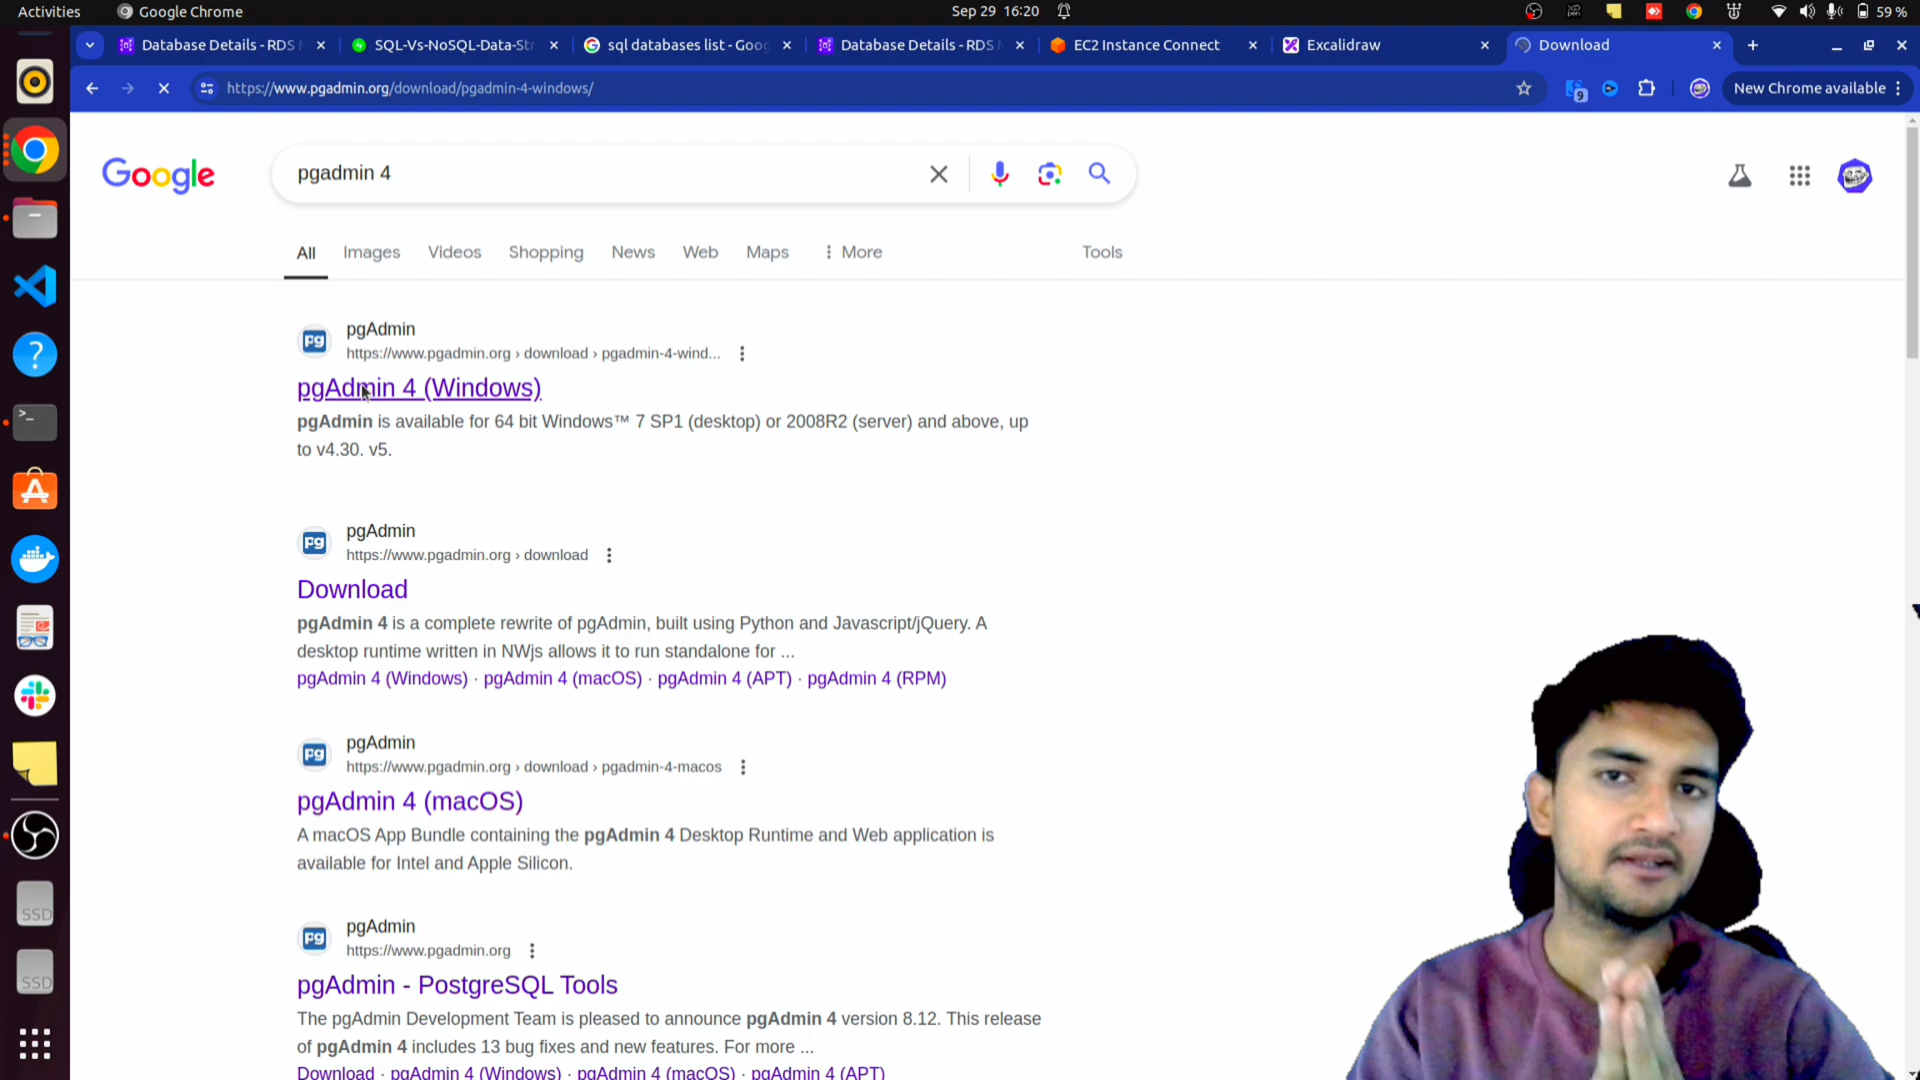 Activities
Google Chrome
Sep 29 16:20
59 %
Database Details - RDS
SQL-Vs-NoSQL-Data-Str
sql databases list - Goog
Database Details - RDS
EC2 Instance Connect
Excalidraw
Download
https://www.pgadmin.org/download/pgadmin-4-windows/
9
New Chrome available
Google
pgadmin 4
All
Images
Videos
Shopping
News
Web
Maps
More
Tools
pgAdmin
https://www.pgadmin.org › download › pgadmin-4-wind...
pgAdmin 4 (Windows)
pgAdmin is available for 64 bit Windows™ 7 SP1 (desktop) or 2008R2 (server) and above, up
to v4.30. v5.
pgAdmin
https://www.pgadmin.org › download
Download
pgAdmin 4 is a complete rewrite of pgAdmin, built using Python and Javascript/jQuery. A
desktop runtime written in NWjs allows it to run standalone for ...
pgAdmin 4 (Windows) · pgAdmin 4 (macOS) · pgAdmin 4 (APT) · pgAdmin 4 (RPM)
pgAdmin
https://www.pgadmin.org › download › pgadmin-4-macos
pgAdmin 4 (macOS)
A macOS App Bundle containing the pgAdmin 4 Desktop Runtime and Web application is
available for Intel and Apple Silicon.
pgAdmin
https://www.pgadmin.org
pgAdmin - PostgreSQL Tools
The pgAdmin Development Team is pleased to announce pgAdmin 4 version 8.12. This release
of pgAdmin 4 includes 13 bug fixes and new features. For more ...
Download · pgAdmin 4 (Windows) · pgAdmin 4 (macOS) · pgAdmin 4 (APT)
SSD
SSD